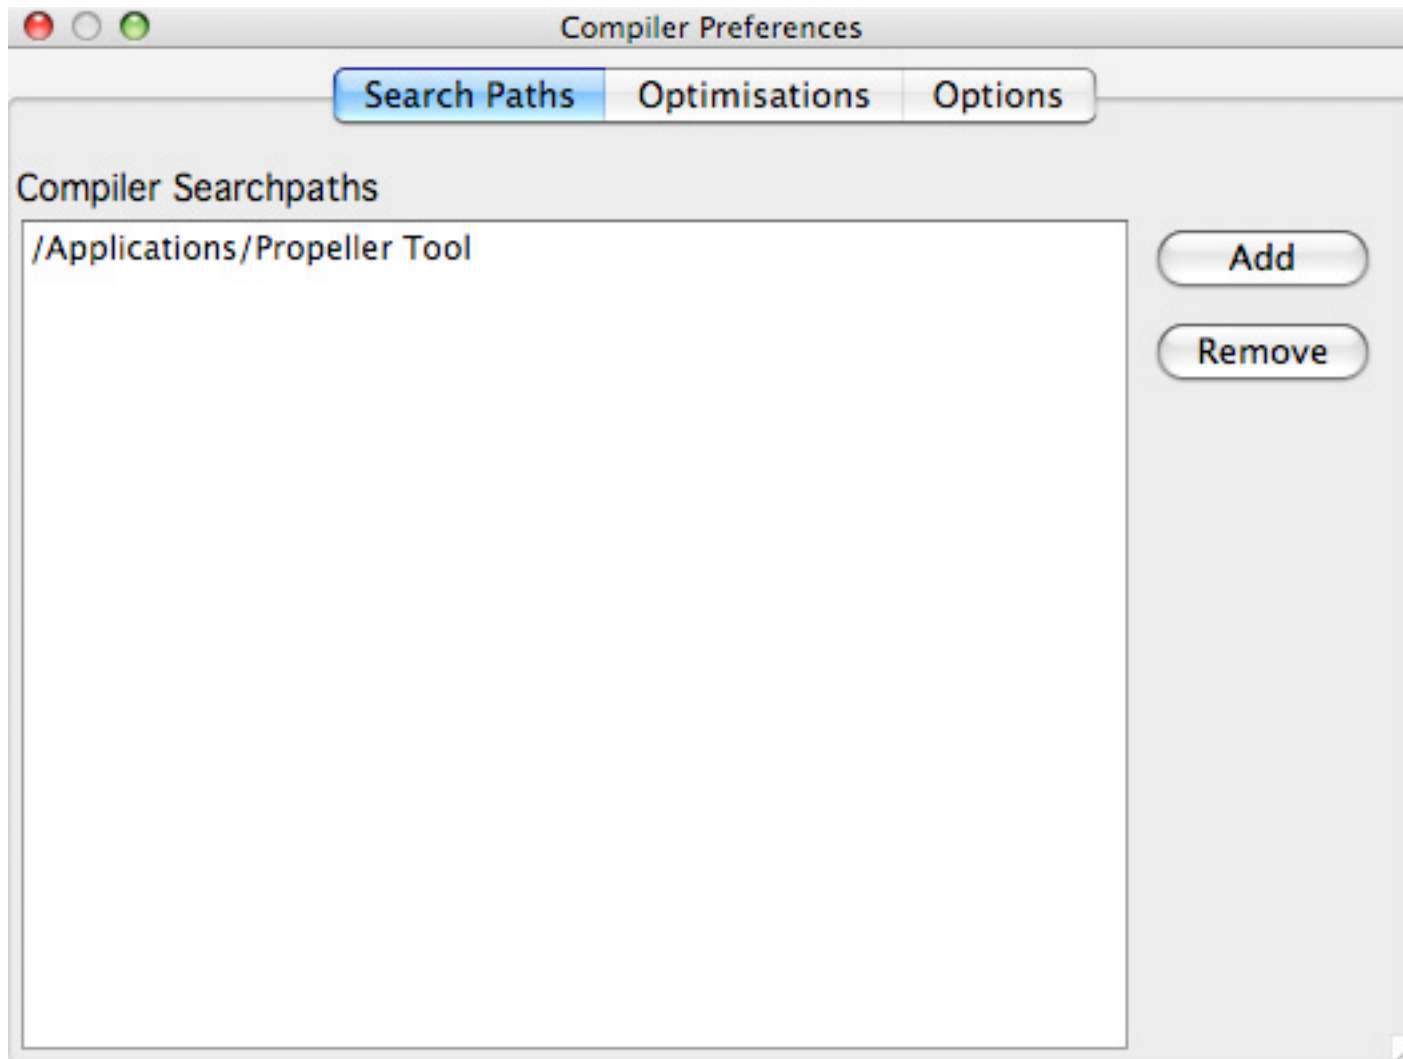 Compiler Preferences
Search Paths Optimisations Options
Compiler Searchpaths
/Applications/Propeller Tool
Add
Remove